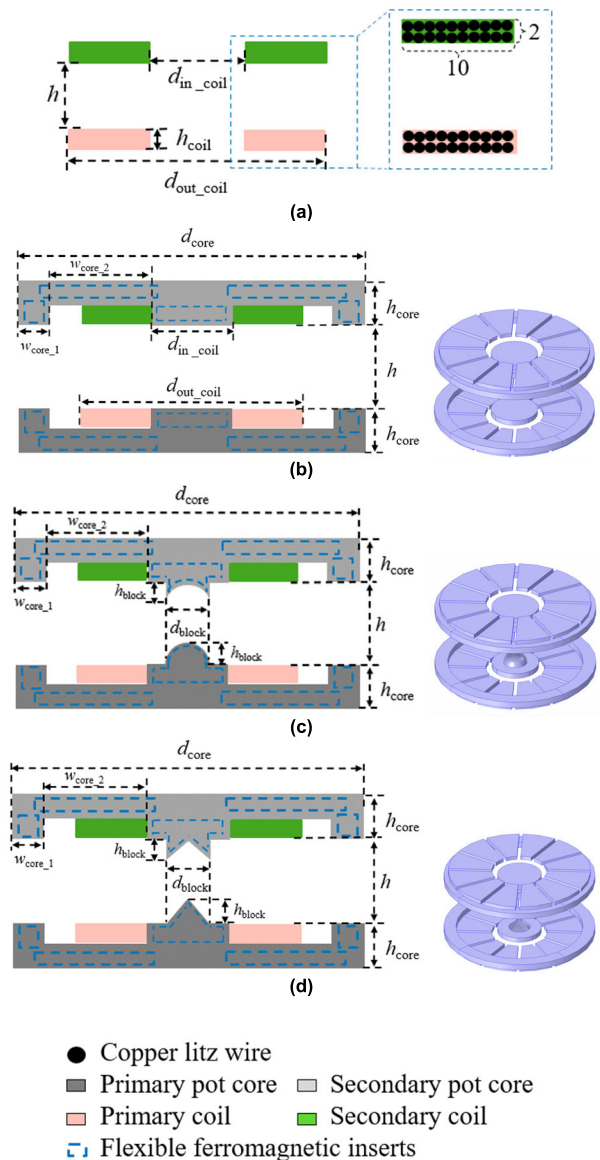 d_in_coil
h
h_coil
d_out_coil
2
10
(a)
d_core
w_core_2
h_core
w_core_1
d_in_coil
h
d_out_coil
h_core
(b)
d_core
w_core_2
h_core
w_core_1
h_block
d_block
h
h_block
h_core
(c)
d_core
w_core_2
h_core
w_core_1
h_block
d_block
h
h_block
h_core
(d)
Copper litz wire
Primary pot core Secondary pot core
Primary coil Secondary coil
Flexible ferromagnetic inserts